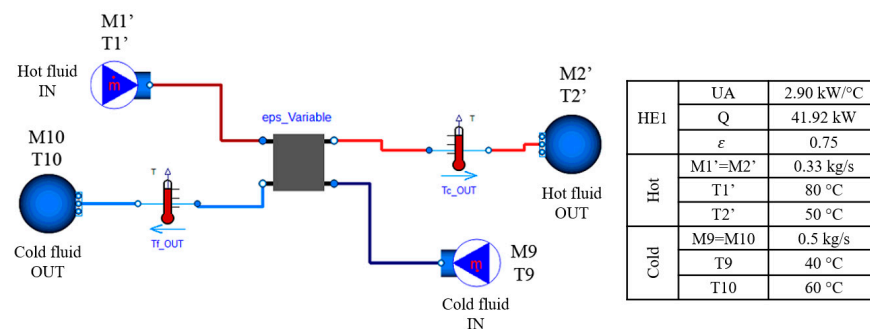 M1’
T1’
Hot fluid
IN
ṁ
eps_Variable
M10
T10
T
Tf_OUT
Cold fluid
OUT
T
Tc_OUT
M2’
T2’
Hot fluid
OUT
ṁ
M9
T9
Cold fluid
IN
HE1
UA 2.90 kW/°C
Q 41.92 kW
ε 0.75
Hot
M1’=M2’ 0.33 kg/s
T1’ 80 °C
T2’ 50 °C
Cold
M9=M10 0.5 kg/s
T9 40 °C
T10 60 °C